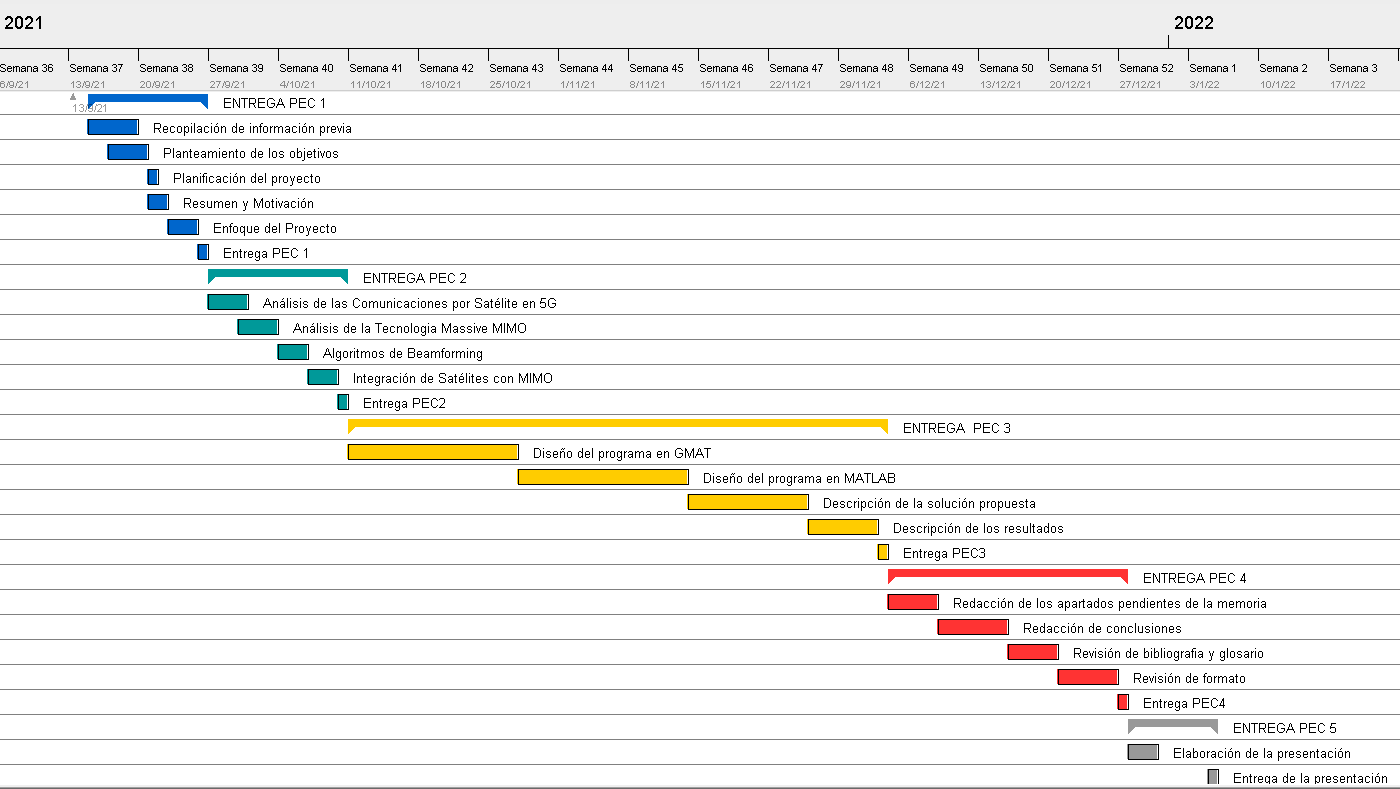 2021
2022
Semana 36 Semana 37 Semana 38 Semana 39 Semana 40 Semana 41 Semana 42 Semana 43 Semana 44 Semana 45 Semana 46 Semana 47 Semana 48 Semana 49 Semana 50 Semana 51 Semana 52 Semana 1 Semana 2 Semana 3
6/9/21 13/9/21 20/9/21 27/9/21 4/10/21 11/10/21 18/10/21 25/10/21 1/11/21 8/11/21 15/11/21 22/11/21 29/11/21 6/12/21 13/12/21 20/12/21 27/12/21 3/1/22 10/1/22 17/1/22
13/9/21 ENTREGA PEC 1
Recopilación de información previa
Planteamiento de los objetivos
Planificación del proyecto
Resumen y Motivación
Enfoque del Proyecto
Entrega PEC 1
ENTREGA PEC 2
Análisis de las Comunicaciones por Satélite en 5G
Análisis de la Tecnologia Massive MIMO
Algoritmos de Beamforming
Integración de Satélites con MIMO
Entrega PEC2
ENTREGA  PEC 3
Diseño del programa en GMAT
Diseño del programa en MATLAB
Descripción de la solución propuesta
Descripción de los resultados
Entrega PEC3
ENTREGA PEC 4
Redacción de los apartados pendientes de la memoria
Redacción de conclusiones
Revisión de bibliografia y glosario
Revisión de formato
Entrega PEC4
ENTREGA PEC 5
Elaboración de la presentación
Entrega de la presentación